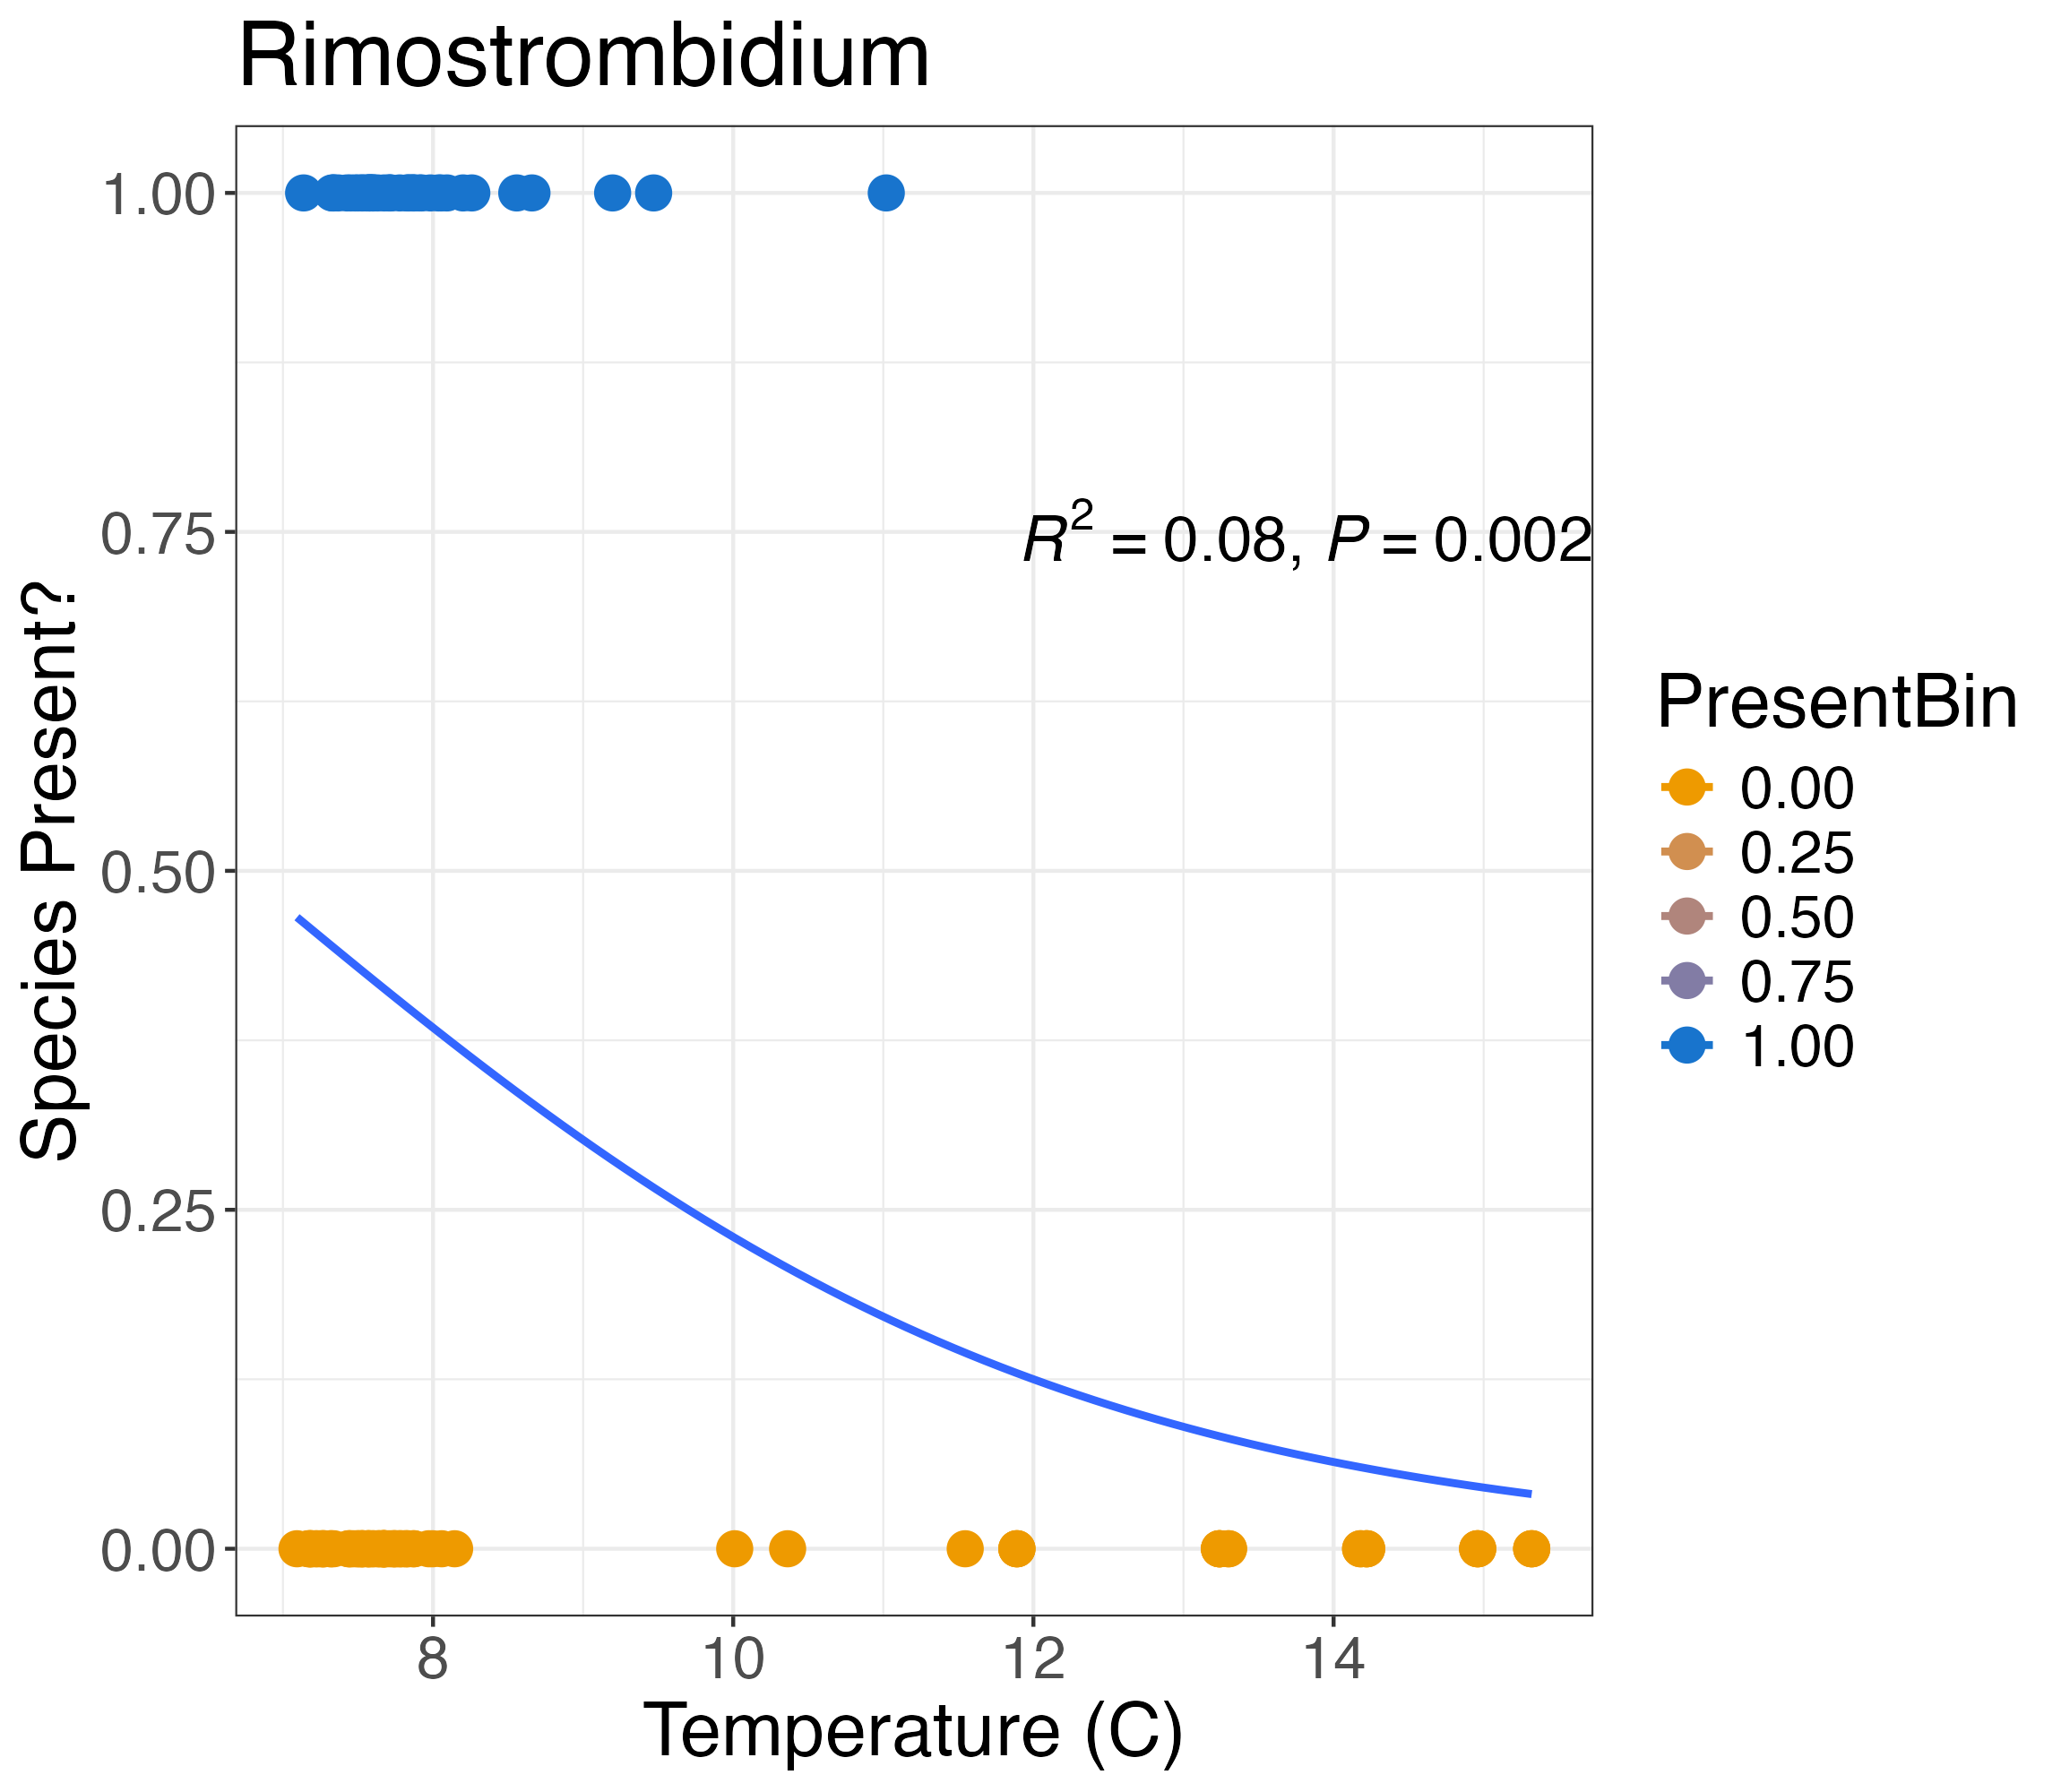 Rimostrombidium
1.00
0.75
0.50
0.25
0.00
Species Present?
R² = 0.08, P = 0.002
8 10 12 14
Temperature (C)
PresentBin
0.00
0.25
0.50
0.75
1.00